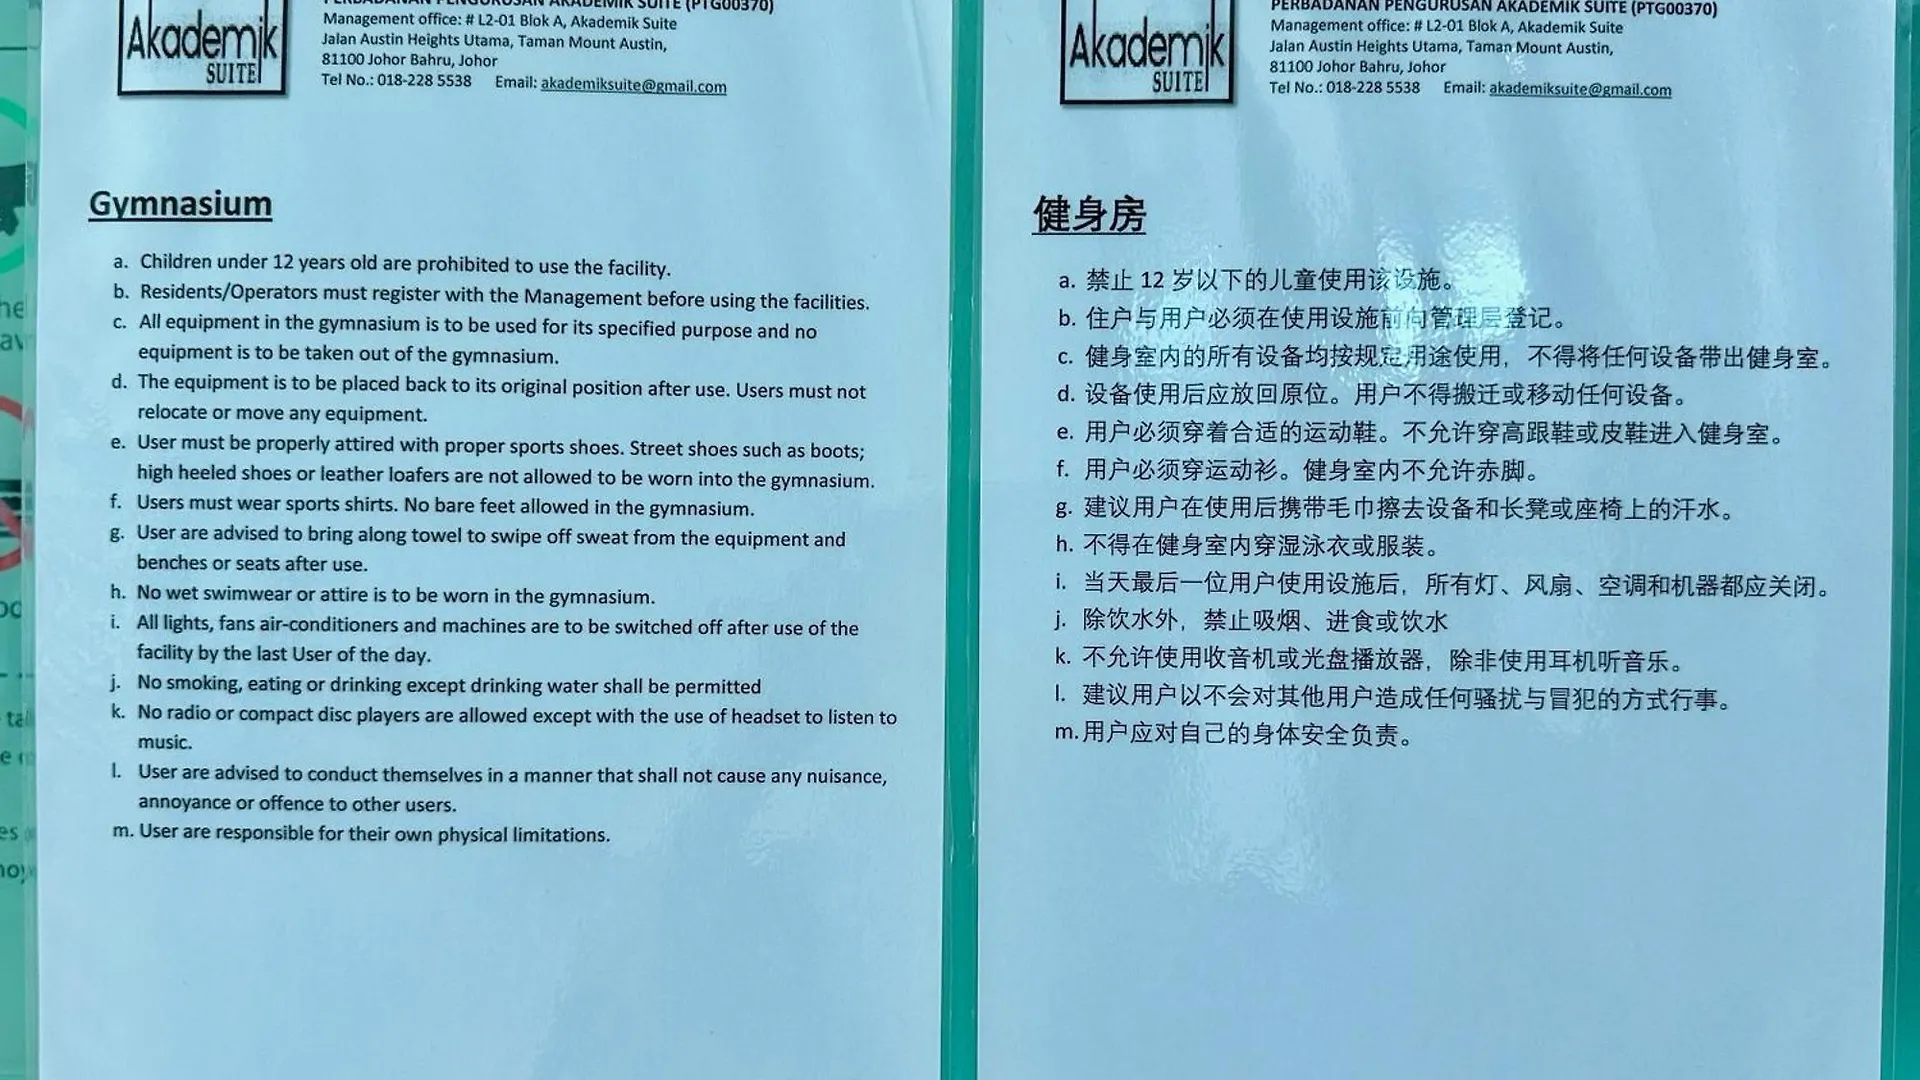 Akademik
SUITE
PERBADANAN PENGURUSAN AKADEMIK SUITE (PTG00370)
Management office: # L2-01 Blok A, Akademik Suite
Jalan Austin Heights Utama, Taman Mount Austin,
81100 Johor Bahru, Johor
Tel No.: 018-228 5538 Email: akademiksuite@gmail.com
Gymnasium
a. Children under 12 years old are prohibited to use the facility.
b. Residents/Operators must register with the Management before using the facilities.
c. All equipment in the gymnasium is to be used for its specified purpose and no
equipment is to be taken out of the gymnasium.
d. The equipment is to be placed back to its original position after use. Users must not
relocate or move any equipment.
e. User must be properly attired with proper sports shoes. Street shoes such as boots;
high heeled shoes or leather loafers are not allowed to be worn into the gymnasium.
f. Users must wear sports shirts. No bare feet allowed in the gymnasium.
g. User are advised to bring along towel to swipe off sweat from the equipment and
benches or seats after use.
h. No wet swimwear or attire is to be worn in the gymnasium.
i. All lights, fans air-conditioners and machines are to be switched off after use of the
facility by the last User of the day.
j. No smoking, eating or drinking except drinking water shall be permitted
k. No radio or compact disc players are allowed except with the use of headset to listen to
music.
l. User are advised to conduct themselves in a manner that shall not cause any nuisance,
annoyance or offence to other users.
m. User are responsible for their own physical limitations.
Akademik
SUITE
PERBADANAN PENGURUSAN AKADEMIK SUITE (PTG00370)
Management office: # L2-01 Blok A, Akademik Suite
Jalan Austin Heights Utama, Taman Mount Austin,
81100 Johor Bahru, Johor
Tel No.: 018-228 5538 Email: akademiksuite@gmail.com
健身房
a. 禁止 12 岁以下的儿童使用该设施。
b. 住户与用户必须在使用设施前向管理层登记。
c. 健身室内的所有设备均按规定用途使用，不得将任何设备带出健身室。
d. 设备使用后应放回原位。用户不得搬迁或移动任何设备。
e. 用户必须穿着合适的运动鞋。不允许穿高跟鞋或皮鞋进入健身室。
f. 用户必须穿运动衫。健身室内不允许赤脚。
g. 建议用户在使用后携带毛巾擦去设备和长凳或座椅上的汗水。
h. 不得在健身室内穿湿泳衣或服装。
i. 当天最后一位用户使用设施后，所有灯、风扇、空调和机器都应关闭。
j. 除饮水外，禁止吸烟、进食或饮水
k. 不允许使用收音机或光盘播放器，除非使用耳机听音乐。
l. 建议用户以不会对其他用户造成任何骚扰与冒犯的方式行事。
m.用户应对自己的身体安全负责。